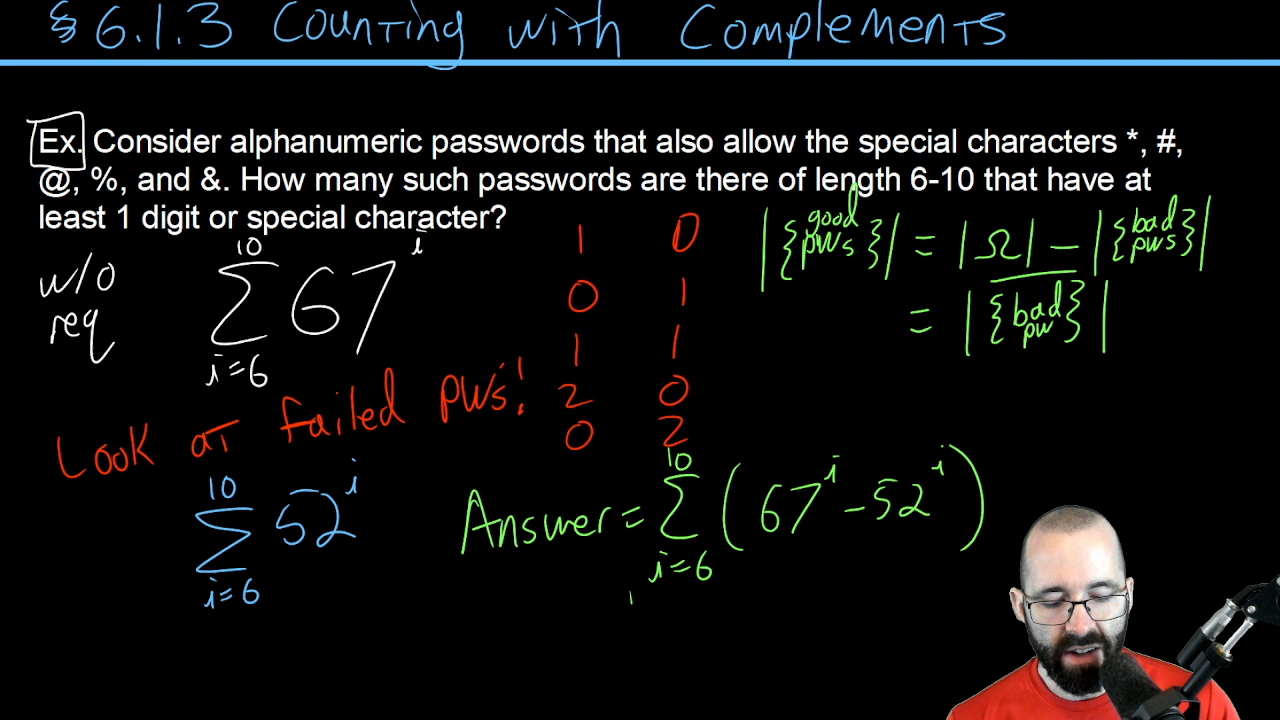 § 6.1.3 Counting with Complements
Ex. Consider alphanumeric passwords that also allow the special characters *, #,
@, %, and &. How many such passwords are there of length 6-10 that have at
least 1 digit or special character?
w/o req
10
Σ 67^i
i=6
1 0
0 1
1 1
2 0
0 2
|{good pws}| = |Ω| - |{bad pws}|
= |{bad pw}|
Look at failed pws!
10
Σ 52^i
i=6
10
Answer = Σ (67^i - 52^i)
i=6